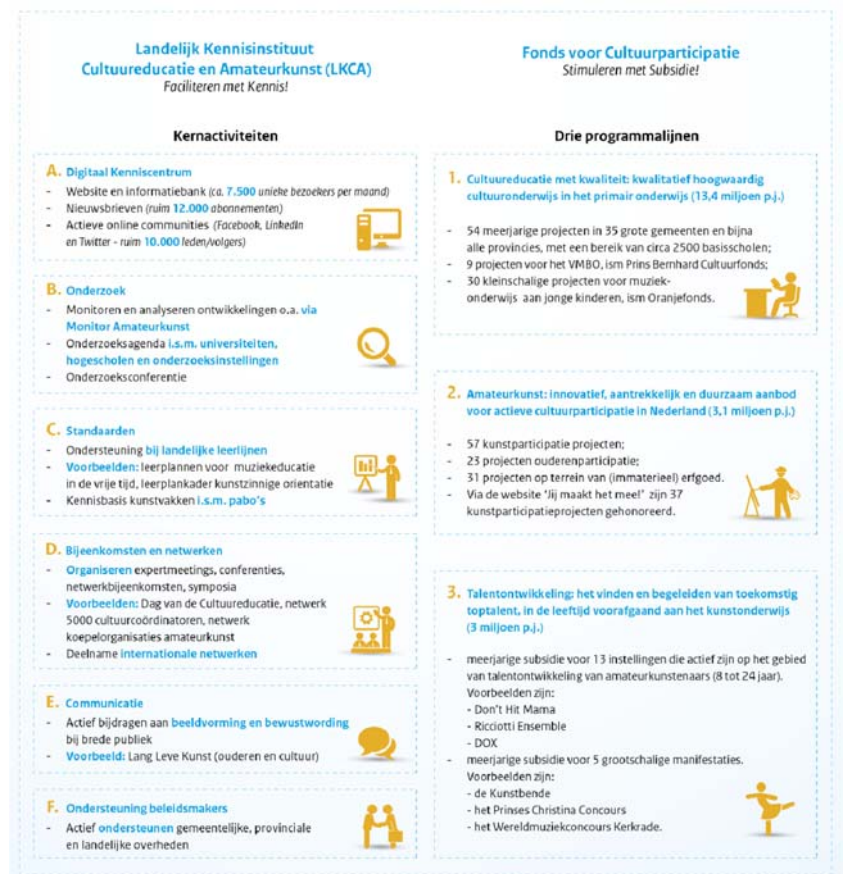 Landelijk Kennisinstituut
Cultuureducatie en Amateurkunst (LKCA)
Faciliteren met Kennis!
Kernactiviteiten
A. Digitaal Kenniscentrum
- Website en informatiebank (ca. 7.500 unieke bezoekers per maand)
- Nieuwsbrieven (ruim 12.000 abonnementen)
- Actieve online communities (Facebook, LinkedIn
en Twitter - ruim 10.000 leden/volgers)
B. Onderzoek
- Monitoren en analyseren ontwikkelingen o.a. via
Monitor Amateurkunst
- Onderzoeksagenda i.s.m. universiteiten,
hogescholen en onderzoeksinstellingen
- Onderzoeksconferentie
C. Standaarden
- Ondersteuning bij landelijke leerlijnen
- Voorbeelden: leerplannen voor muziekeducatie
in de vrije tijd, leerplankader kunstzinnige orientatie
- Kennisbasis kunstvakken i.s.m. pabo's
D. Bijeenkomsten en netwerken
- Organiseren expertmeetings, conferenties,
netwerkbijeenkomsten, symposia
- Voorbeelden: Dag van de Cultuureducatie, netwerk
5000 cultuurcoördinatoren, netwerk
koepelorganisaties amateurkunst
- Deelname internationale netwerken
E. Communicatie
- Actief bijdragen aan beeldvorming en bewustwording
bij brede publiek
- Voorbeeld: Lang Leve Kunst (ouderen en cultuur)
F. Ondersteuning beleidsmakers
- Actief ondersteunen gemeentelijke, provinciale
en landelijke overheden
Fonds voor Cultuurparticipatie
Stimuleren met Subsidie!
Drie programmalijnen
1. Cultuureducatie met kwaliteit: kwalitatief hoogwaardig
cultuuronderwijs in het primair onderwijs (13,4 miljoen p.j.)
- 54 meerjarige projecten in 35 grote gemeenten en bijna
alle provincies, met een bereik van circa 2500 basisscholen;
- 9 projecten voor het VMBO, ism Prins Bernhard Cultuurfonds;
- 30 kleinschalige projecten voor muziek-
onderwijs aan jonge kinderen, ism Oranjefonds.
2. Amateurkunst: innovatief, aantrekkelijk en duurzaam aanbod
voor actieve cultuurparticipatie in Nederland (3,1 miljoen p.j.)
- 57 kunstparticipatie projecten;
- 23 projecten ouderenparticipatie;
- 31 projecten op terrein van (immaterieel) erfgoed.
- Via de website 'Jij maakt het mee!' zijn 37
kunstparticipatieprojecten gehonoreerd.
3. Talentontwikkeling: het vinden en begeleiden van toekomstig
toptalent, in de leeftijd voorafgaand aan het kunstonderwijs
(3 miljoen p.j.)
- meerjarige subsidie voor 13 instellingen die actief zijn op het gebied
van talentontwikkeling van amateurkunstenaars (8 tot 24 jaar).
Voorbeelden zijn:
- Don't Hit Mama
- Ricciotti Ensemble
- DOX
- meerjarige subsidie voor 5 grootschalige manifestaties.
Voorbeelden zijn:
- de Kunstbende
- het Prinses Christina Concours
- het Wereldmuziekconcours Kerkrade.